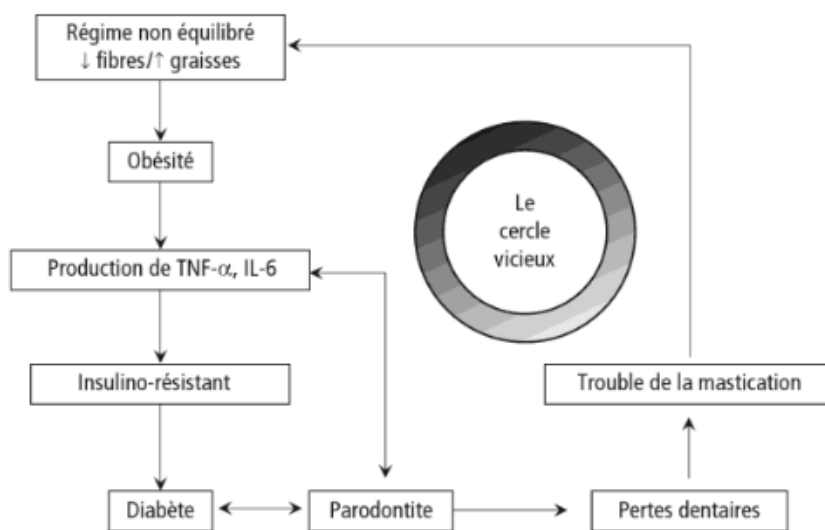 Régime non équilibré
↓ fibres/↑ graisses
Obésité
Le
cercle
vicieux
Production de TNF-α, IL-6
Insulino-résistant
Trouble de la mastication
Diabète
Parodontite
Pertes dentaires